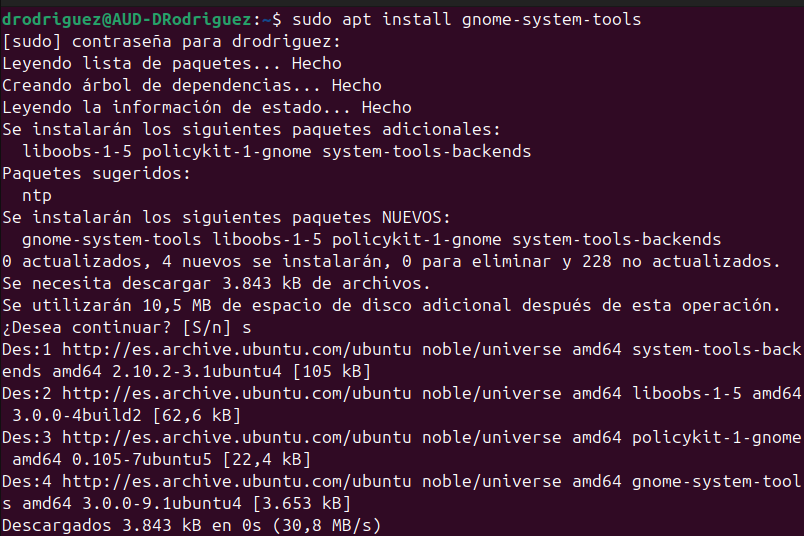 drodriguez@AUD-DRodriguez:~$ sudo apt install gnome-system-tools
[sudo] contraseña para drodriguez:
Leyendo lista de paquetes... Hecho
Creando árbol de dependencias... Hecho
Leyendo la información de estado... Hecho
Se instalarán los siguientes paquetes adicionales:
  liboobs-1-5 policykit-1-gnome system-tools-backends
Paquetes sugeridos:
  ntp
Se instalarán los siguientes paquetes NUEVOS:
  gnome-system-tools liboobs-1-5 policykit-1-gnome system-tools-backends
0 actualizados, 4 nuevos se instalarán, 0 para eliminar y 228 no actualizados.
Se necesita descargar 3.843 kB de archivos.
Se utilizarán 10,5 MB de espacio de disco adicional después de esta operación.
¿Desea continuar? [S/n] s
Des:1 http://es.archive.ubuntu.com/ubuntu noble/universe amd64 system-tools-back
ends amd64 2.10.2-3.1ubuntu4 [105 kB]
Des:2 http://es.archive.ubuntu.com/ubuntu noble/universe amd64 liboobs-1-5 amd64
 3.0.0-4build2 [62,6 kB]
Des:3 http://es.archive.ubuntu.com/ubuntu noble/universe amd64 policykit-1-gnome
 amd64 0.105-7ubuntu5 [22,4 kB]
Des:4 http://es.archive.ubuntu.com/ubuntu noble/universe amd64 gnome-system-tool
s amd64 3.0.0-9.1ubuntu4 [3.653 kB]
Descargados 3.843 kB en 0s (30,8 MB/s)